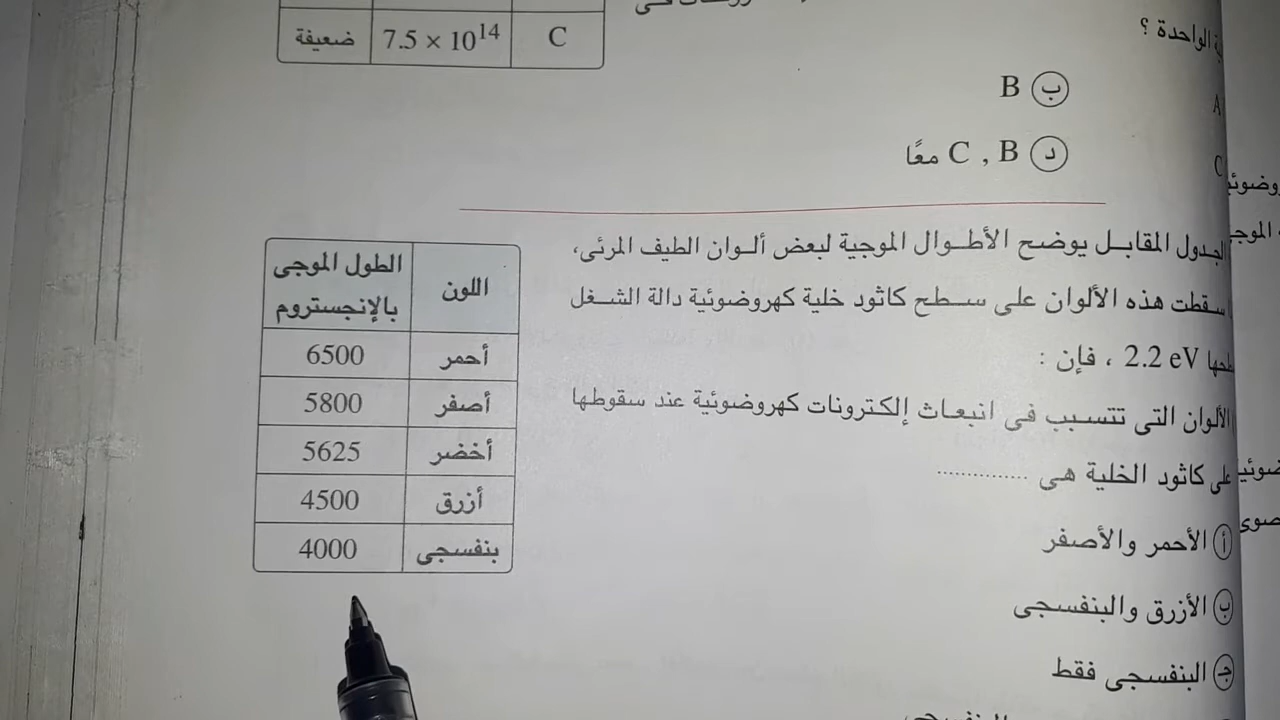 C 7.5 × 10¹⁴ ضعيفة
الواحدة ؟
A
ب B
C
د C , B معًا
الجدول المقابل يوضح الأطوال الموجية لبعض ألوان الطيف المرئى،
سقطت هذه الألوان على سطح كاثود خلية كهروضوئية دالة الشغل
2.2 eV ، فإن :
الألوان التى تتسبب فى انبعاث إلكترونات كهروضوئية عند سقوطها
على كاثود الخلية هى ..............
أ الأحمر والأصفر
ب الأزرق والبنفسجى
ج البنفسجى فقط
اللون الطول الموجى بالإنجستروم
أحمر 6500
أصفر 5800
أخضر 5625
أزرق 4500
بنفسجى 4000